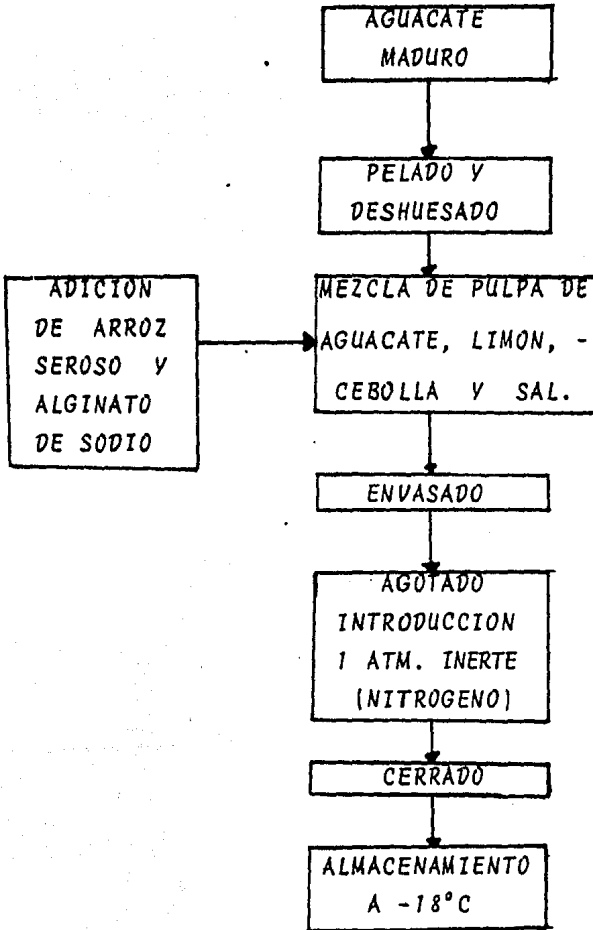 AGUACATE
MADURO
PELADO Y
DESHUESADO
ADICION
DE ARROZ
SEROSO Y
ALGINATO
DE SODIO
MEZCLA DE PULPA DE
AGUACATE, LIMON, -
CEBOLLA Y SAL.
ENVASADO
AGOTADO
INTRODUCCION
1 ATM. INERTE
(NITROGENO)
CERRADO
ALMACENAMIENTO
A -18°C